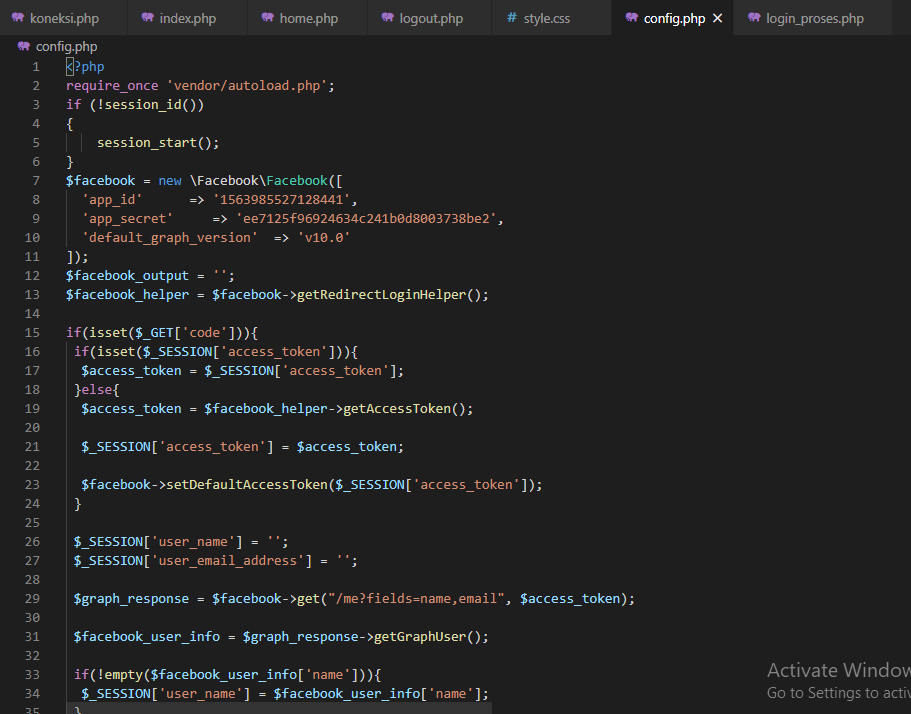 koneksi.php index.php home.php logout.php # style.css config.php × login_proses.php
config.php
1 <?php
2 require_once 'vendor/autoload.php';
3 if (!session_id())
4 {
5 session_start();
6 }
7 $facebook = new \Facebook\Facebook([
8 'app_id' => '1563985527128441',
9 'app_secret' => 'ee7125f96924634c241b0d8003738be2',
10 'default_graph_version' => 'v10.0'
11 ]);
12 $facebook_output = '';
13 $facebook_helper = $facebook->getRedirectLoginHelper();
14
15 if(isset($_GET['code'])){
16 if(isset($_SESSION['access_token'])){
17 $access_token = $_SESSION['access_token'];
18 }else{
19 $access_token = $facebook_helper->getAccessToken();
20
21 $_SESSION['access_token'] = $access_token;
22
23 $facebook->setDefaultAccessToken($_SESSION['access_token']);
24 }
25
26 $_SESSION['user_name'] = '';
27 $_SESSION['user_email_address'] = '';
28
29 $graph_response = $facebook->get("/me?fields=name,email", $access_token);
30
31 $facebook_user_info = $graph_response->getGraphUser();
32
33 if(!empty($facebook_user_info['name'])){
34 $_SESSION['user_name'] = $facebook_user_info['name'];
35 }
Activate Window
Go to Settings to activ